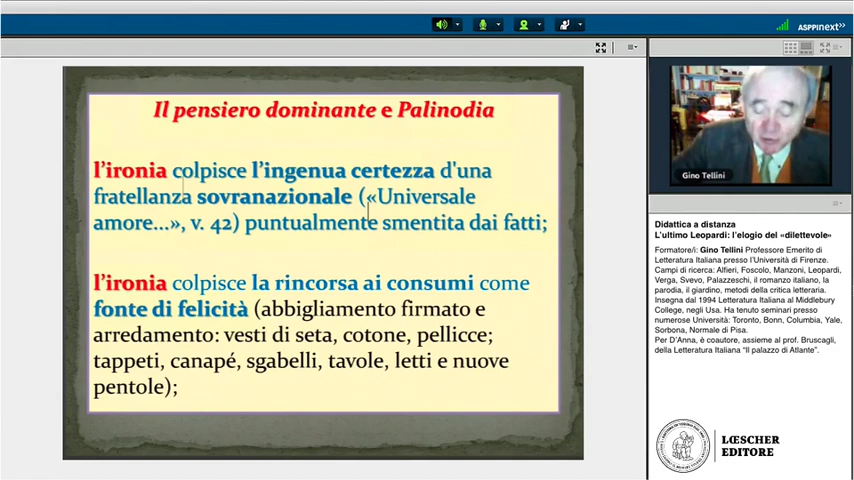 ASPPInext»
Il pensiero dominante e Palinodia
l'ironia colpisce l'ingenua certezza d'una
fratellanza sovranazionale («Universale
amore...», v. 42) puntualmente smentita dai fatti;
l'ironia colpisce la rincorsa ai consumi come
fonte di felicità (abbigliamento firmato e
arredamento: vesti di seta, cotone, pellicce;
tappeti, canapé, sgabelli, tavole, letti e nuove
pentole);
Gino Tellini
Didattica a distanza
L'ultimo Leopardi: l'elogio del «dilettevole»
Formatore/i: Gino Tellini Professore Emerito di
Letteratura Italiana presso l'Università di Firenze.
Campi di ricerca: Alfieri, Foscolo, Manzoni, Leopardi,
Verga, Svevo, Palazzeschi, il romanzo italiano, la
parodia, il giardino, metodi della critica letteraria.
Insegna dal 1994 Letteratura Italiana al Middlebury
College, negli Usa. Ha tenuto seminari presso
numerose Università: Toronto, Bonn, Columbia, Yale,
Sorbona, Normale di Pisa.
Per D'Anna, è coautore, assieme al prof. Bruscagli,
della Letteratura Italiana "Il palazzo di Atlante".
LŒSCHER
EDITORE